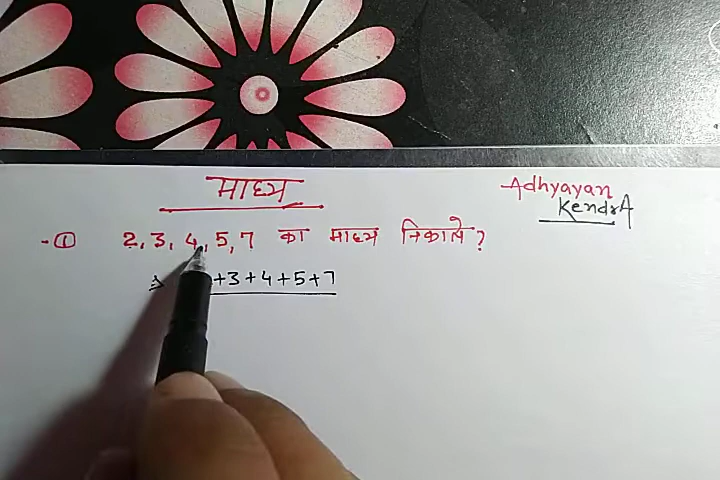 माध्य
Adhyayan
KendrA
① 2, 3, 4, 5, 7 का माध्य निकाले ?
⇒ +3+4+5+7